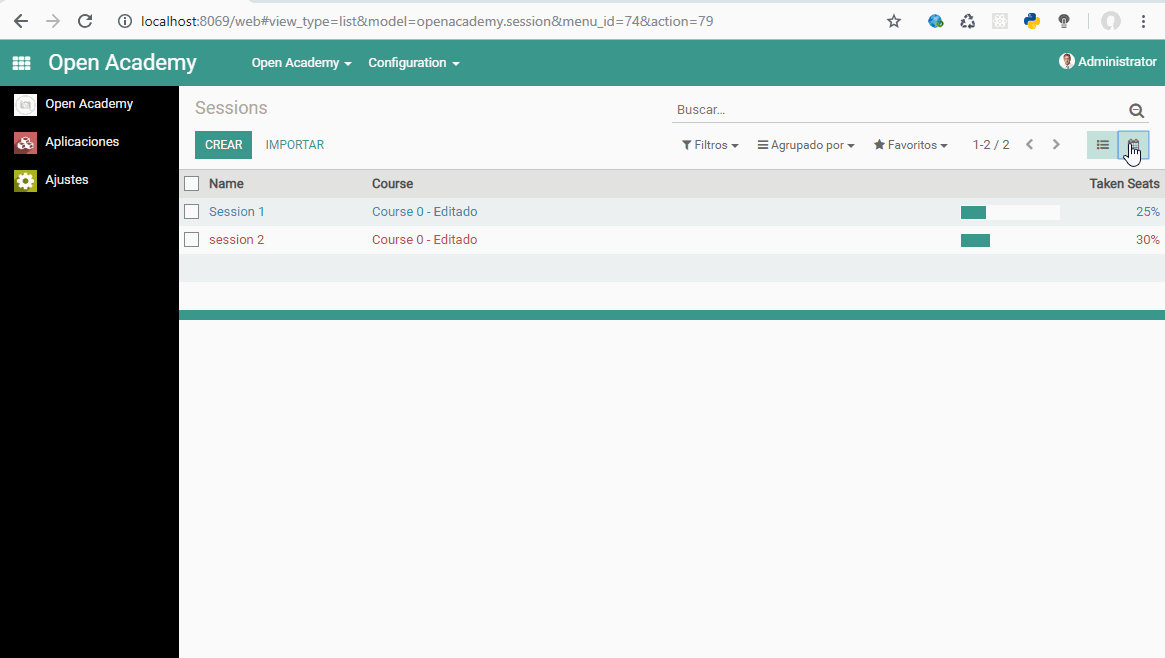 localhost:8069/web#view_type=list&model=openacademy.session&menu_id=74&action=79
Open Academy
Open Academy
Configuration
Administrator
Open Academy
Aplicaciones
Ajustes
Sessions
Buscar...
CREAR
IMPORTAR
Filtros
Agrupado por
Favoritos
1-2 / 2
Name Course Taken Seats
Session 1 Course 0 - Editado 25%
session 2 Course 0 - Editado 30%